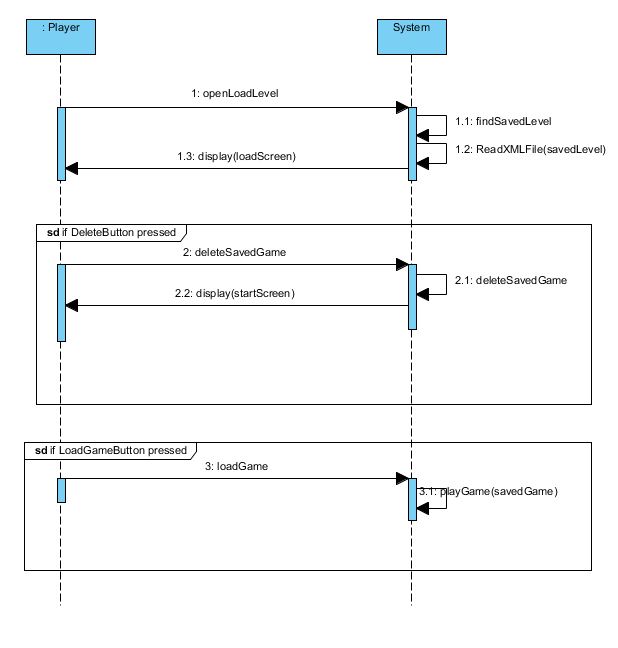 : Player
System
1: openLoadLevel
1.1: findSavedLevel
1.2: ReadXMLFile(savedLevel)
1.3: display(loadScreen)
sd if DeleteButton pressed
2: deleteSavedGame
2.1: deleteSavedGame
2.2: display(startScreen)
sd if LoadGameButton pressed
3: loadGame
3.1: playGame(savedGame)